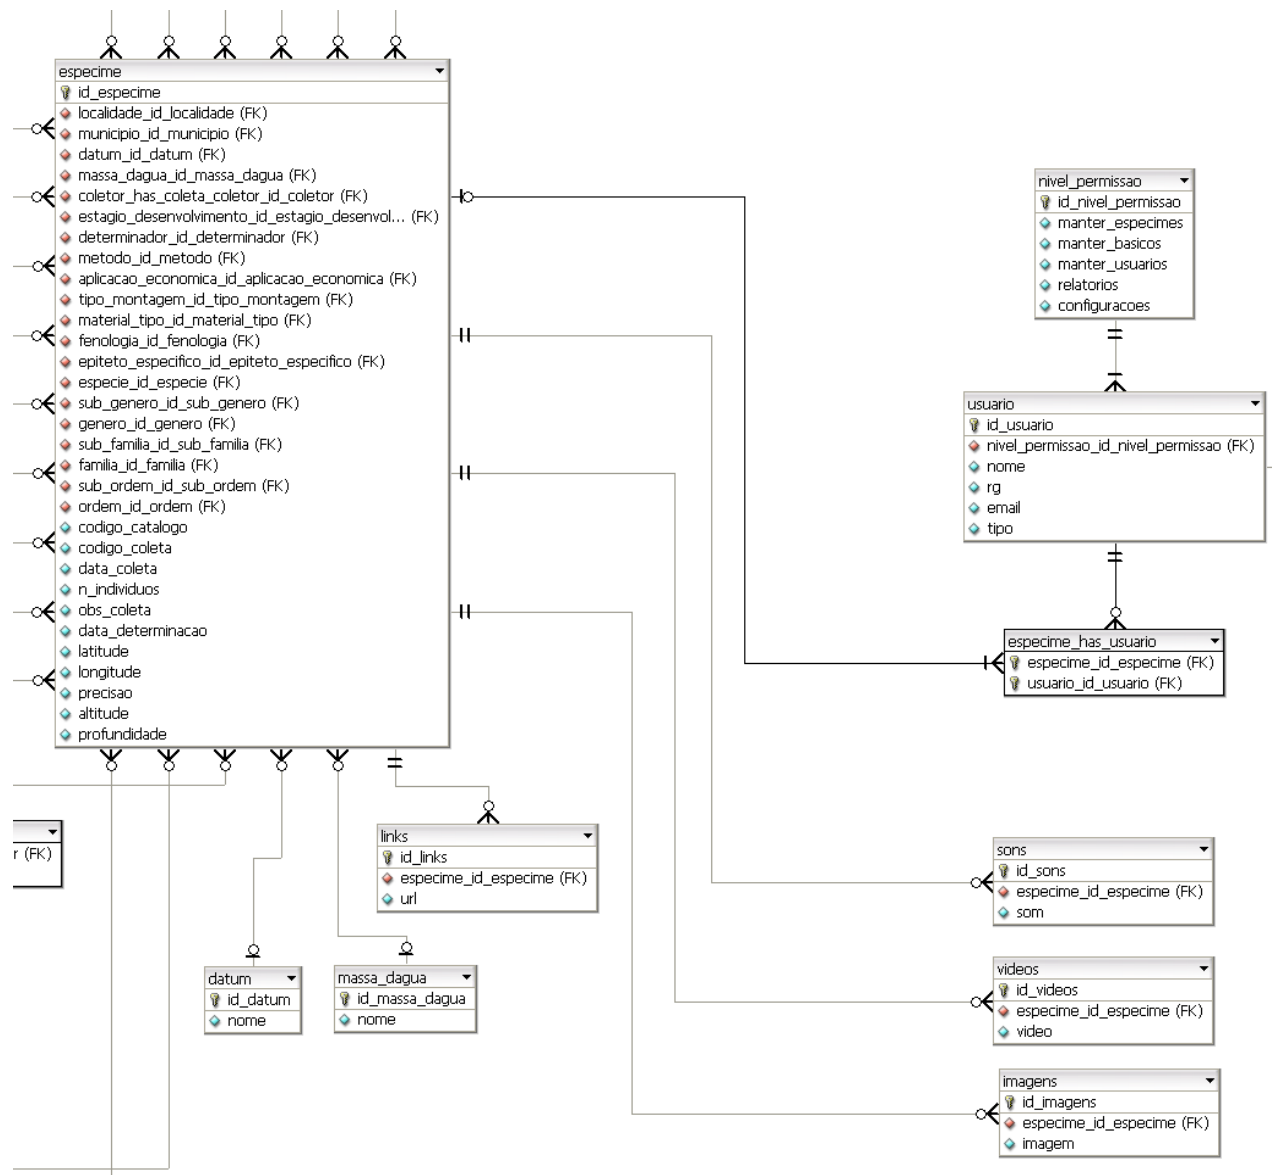 especime
id_especime
localidade_id_localidade (FK)
municipio_id_municipio (FK)
datum_id_datum (FK)
massa_dagua_id_massa_dagua (FK)
coletor_has_coleta_coletor_id_coletor (FK)
estagio_desenvolvimento_id_estagio_desenvol... (FK)
determinador_id_determinador (FK)
metodo_id_metodo (FK)
aplicacao_economica_id_aplicacao_economica (FK)
tipo_montagem_id_tipo_montagem (FK)
material_tipo_id_material_tipo (FK)
fenologia_id_fenologia (FK)
epiteto_especifico_id_epiteto_especifico (FK)
especie_id_especie (FK)
sub_genero_id_sub_genero (FK)
genero_id_genero (FK)
sub_familia_id_sub_familia (FK)
familia_id_familia (FK)
sub_ordem_id_sub_ordem (FK)
ordem_id_ordem (FK)
codigo_catalogo
codigo_coleta
data_coleta
n_individuos
obs_coleta
data_determinacao
latitude
longitude
precisao
altitude
profundidade
nivel_permissao
id_nivel_permissao
manter_especimes
manter_basicos
manter_usuarios
relatorios
configuracoes
usuario
id_usuario
nivel_permissao_id_nivel_permissao (FK)
nome
rg
email
tipo
especime_has_usuario
especime_id_especime (FK)
usuario_id_usuario (FK)
r (FK)
links
id_links
especime_id_especime (FK)
url
datum
id_datum
nome
massa_dagua
id_massa_dagua
nome
sons
id_sons
especime_id_especime (FK)
som
videos
id_videos
especime_id_especime (FK)
video
imagens
id_imagens
especime_id_especime (FK)
imagem